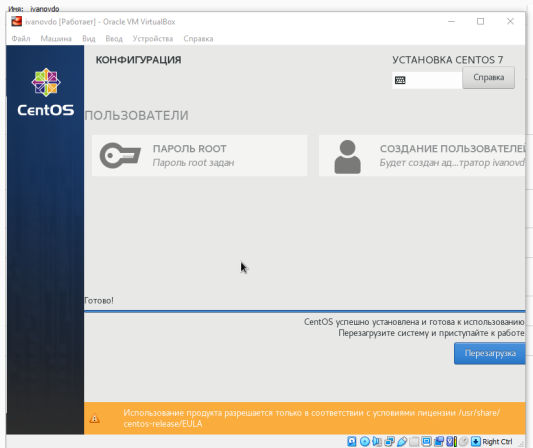 Имя: ivanovdo
ivanovdo [Работает] - Oracle VM VirtualBox
Файл Машина Вид Ввод Устройства Справка
КОНФИГУРАЦИЯ
УСТАНОВКА CENTOS 7
Справка
CentOS
ПОЛЬЗОВАТЕЛИ
ПАРОЛЬ ROOT
Пароль root задан
СОЗДАНИЕ ПОЛЬЗОВАТЕЛЕЙ
Будет создан ад...тратор ivanovd
Готово!
CentOS успешно установлена и готова к использованию
Перезагрузите систему и приступайте к работе
Перезагрузка
Использование продукта разрешается только в соответствии с условиями лицензии /usr/share/
centos-release/EULA
Right Ctrl